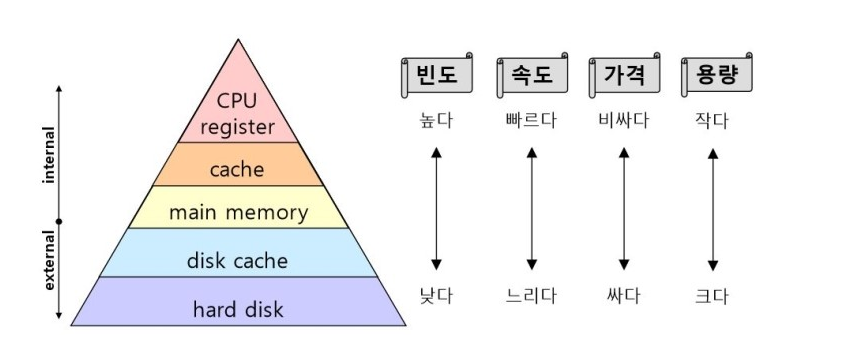 빈도 속도 가격 용량
높다 빠르다 비싸다 작다
낮다 느리다 싸다 크다
internal
external
CPU
register
cache
main memory
disk cache
hard disk